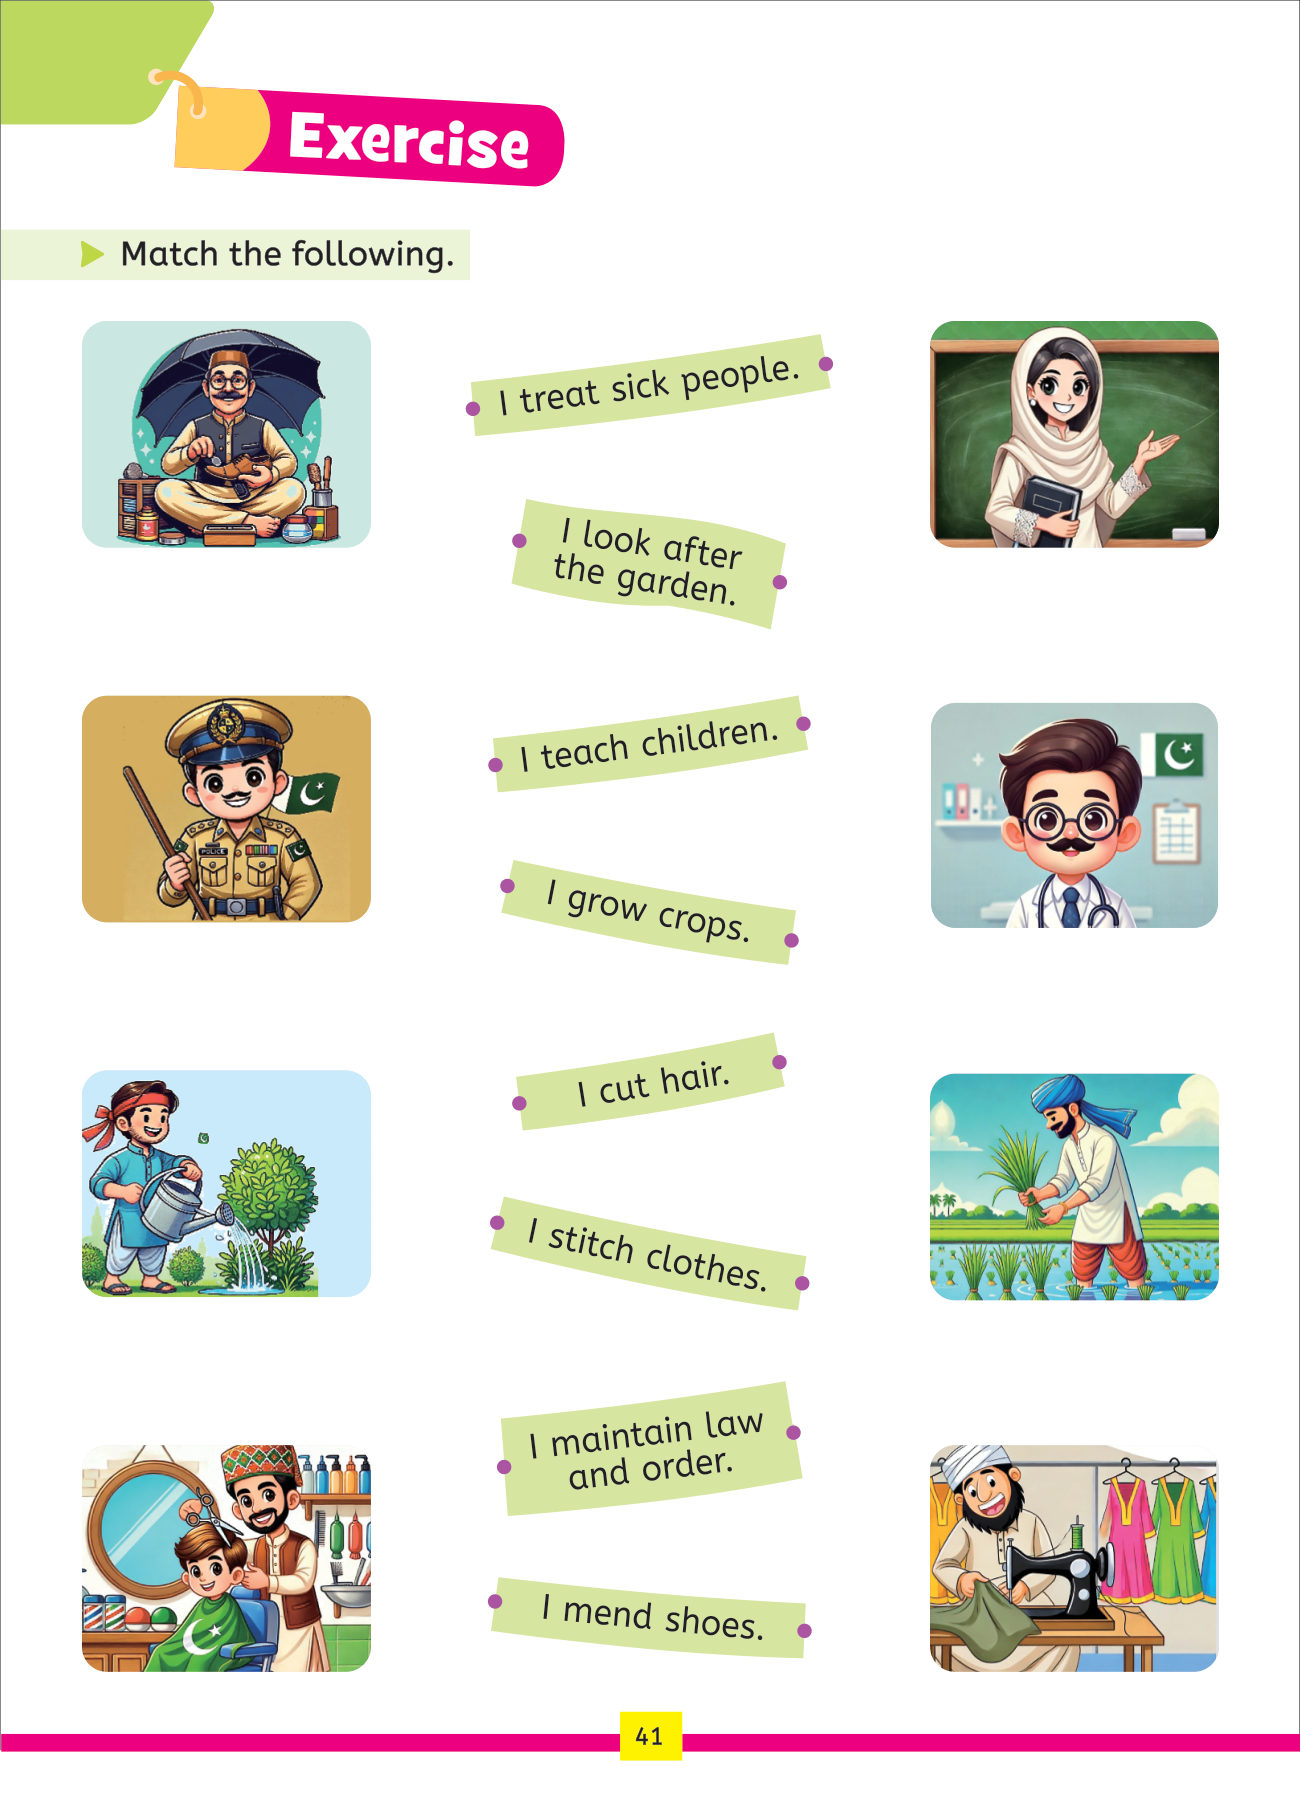 Exercise
Match the following.
I treat sick people.
I look after
the garden.
I teach children.
POLICE
I grow crops.
I cut hair.
I stitch clothes.
I maintain law
and order.
I mend shoes.
41